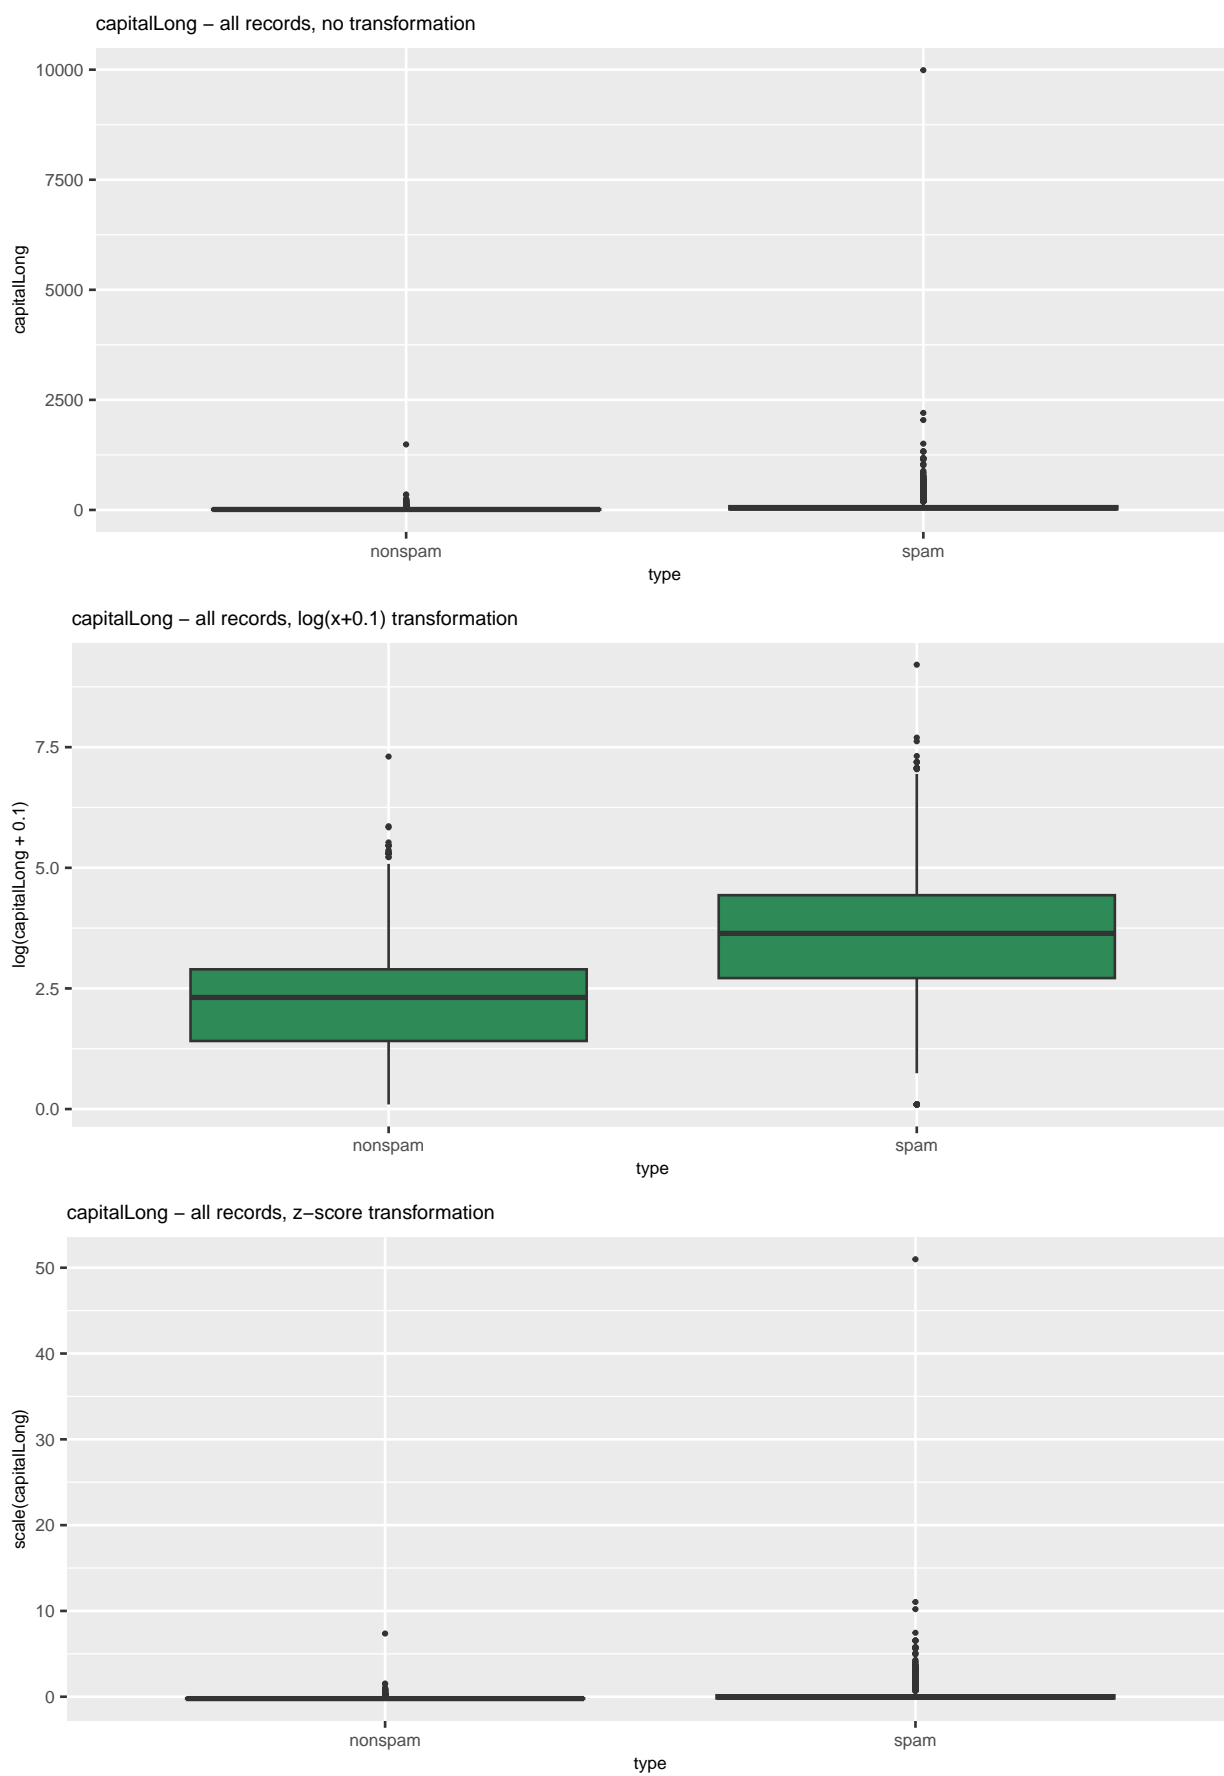 capitalLong – all records, no transformation
10000
7500
5000
2500
0
capitalLong
nonspam
spam
type
capitalLong – all records, log(x+0.1) transformation
7.5
5.0
2.5
0.0
log(capitalLong + 0.1)
nonspam
spam
type
capitalLong – all records, z–score transformation
50
40
30
20
10
0
scale(capitalLong)
nonspam
spam
type